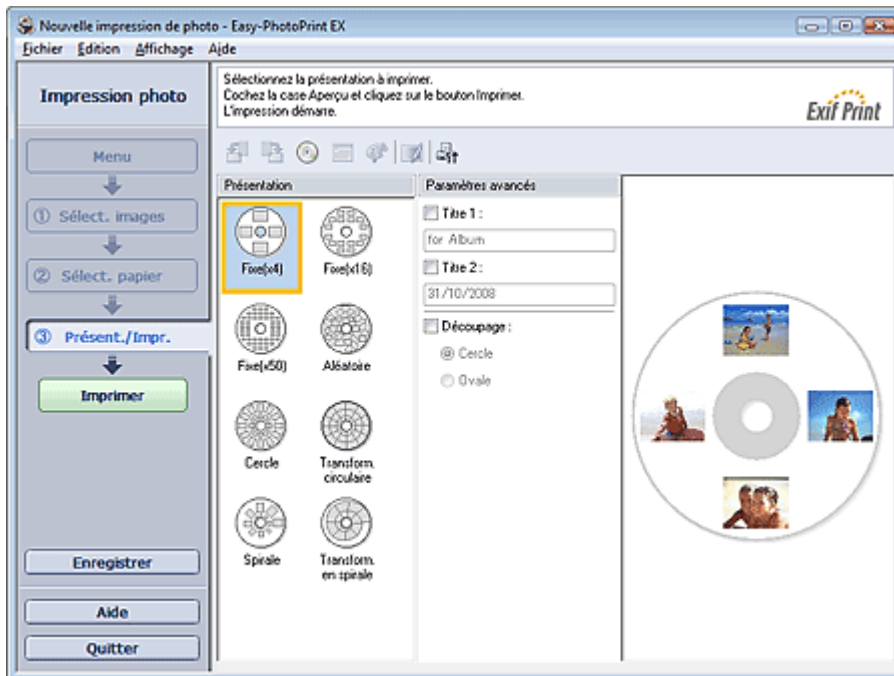 Nouvelle impression de photo - Easy-PhotoPrint EX
Fichier Édition Affichage Aide
Impression photo
Sélectionnez la présentation à imprimer.
Cochez la case Aperçu et cliquez sur le bouton Imprimer.
L'impression démarre.
Exif Print
Menu
① Sélect. images
② Sélect. papier
③ Présent./Impr.
Imprimer
Enregistrer
Aide
Quitter
Présentation
Fixe(x4)
Fixe(x16)
Fixe(x50)
Aléatoire
Cercle
Transform.
circulaire
Spirale
Transform.
en spirale
Paramètres avancés
Titre 1 :
for Album
Titre 2 :
31/10/2008
Découpage :
Cercle
Ovale